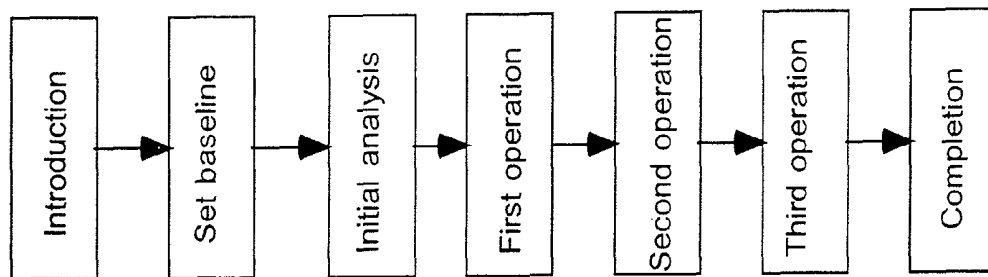 Introduction
Set baseline
Initial analysis
First operation
Second operation
Third operation
Completion